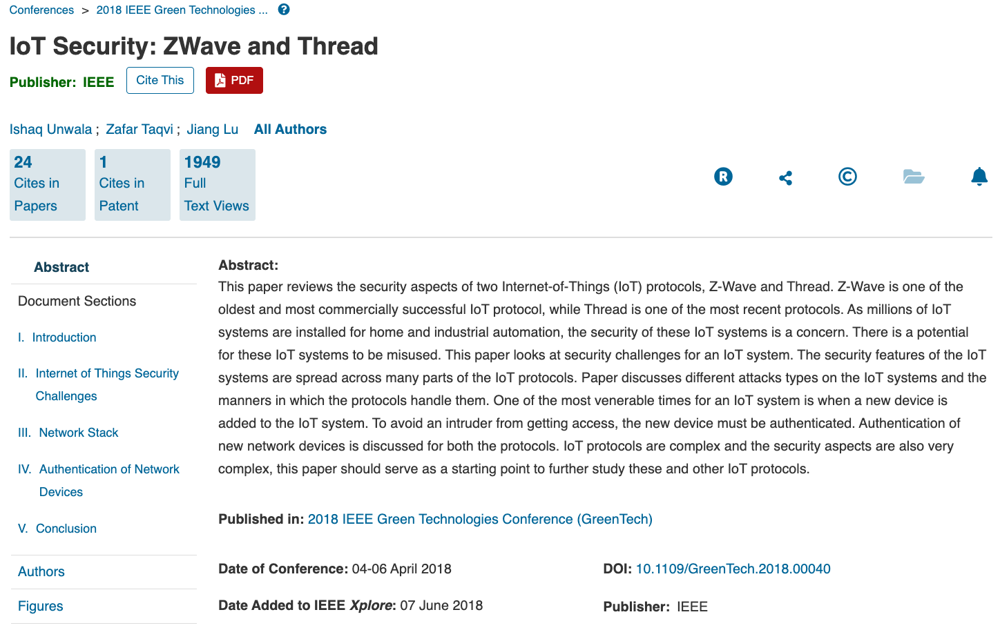 Conferences > 2018 IEEE Green Technologies ...
IoT Security: ZWave and Thread
Publisher: IEEE Cite This PDF
Ishaq Unwala ; Zafar Taqvi ; Jiang Lu All Authors
24
Cites in
Papers
1
Cites in
Patent
1949
Full
Text Views
Abstract
Document Sections
I. Introduction
II. Internet of Things Security
Challenges
III. Network Stack
IV. Authentication of Network
Devices
V. Conclusion
Authors
Figures
Abstract:
This paper reviews the security aspects of two Internet-of-Things (IoT) protocols, Z-Wave and Thread. Z-Wave is one of the
oldest and most commercially successful IoT protocol, while Thread is one of the most recent protocols. As millions of IoT
systems are installed for home and industrial automation, the security of these IoT systems is a concern. There is a potential
for these IoT systems to be misused. This paper looks at security challenges for an IoT system. The security features of the IoT
systems are spread across many parts of the IoT protocols. Paper discusses different attacks types on the IoT systems and the
manners in which the protocols handle them. One of the most venerable times for an IoT system is when a new device is
added to the IoT system. To avoid an intruder from getting access, the new device must be authenticated. Authentication of
new network devices is discussed for both the protocols. IoT protocols are complex and the security aspects are also very
complex, this paper should serve as a starting point to further study these and other IoT protocols.
Published in: 2018 IEEE Green Technologies Conference (GreenTech)
Date of Conference: 04-06 April 2018
DOI: 10.1109/GreenTech.2018.00040
Date Added to IEEE Xplore: 07 June 2018
Publisher: IEEE